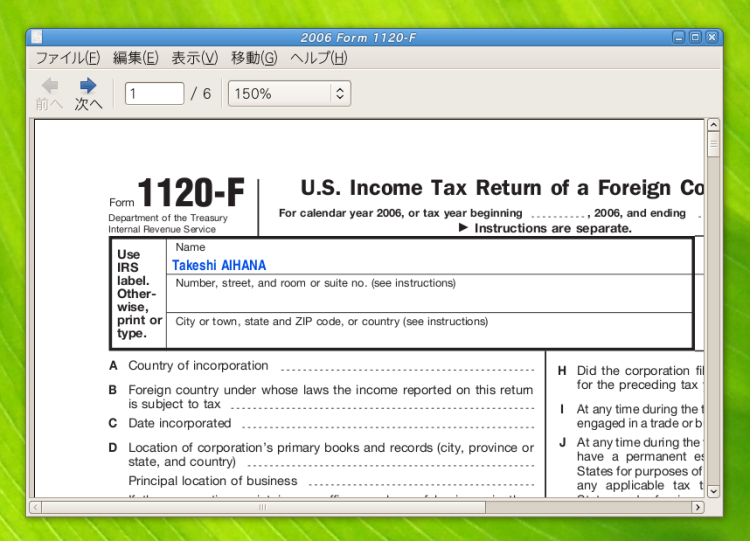 2006 Form 1120-F
ファイル(F) 編集(E) 表示(V) 移動(G) ヘルプ(H)
前へ 次へ 1 / 6 150%
Form 1120-F
Department of the Treasury
Internal Revenue Service
U.S. Income Tax Return of a Foreign Co
For calendar year 2006, or tax year beginning , 2006, and ending
▶ Instructions are separate.
Use
IRS
label.
Other-
wise,
print or
type.
Name
Takeshi AIHANA
Number, street, and room or suite no. (see instructions)
City or town, state and ZIP code, or country (see instructions)
A Country of incorporation
B Foreign country under whose laws the income reported on this return
is subject to tax
C Date incorporated
D Location of corporation's primary books and records (city, province or
state, and country)
Principal location of business
H Did the corporation fi
for the preceding tax
I At any time during the t
engaged in a trade or b
J At any time during the
have a permanent es
States for purposes of
any applicable tax t